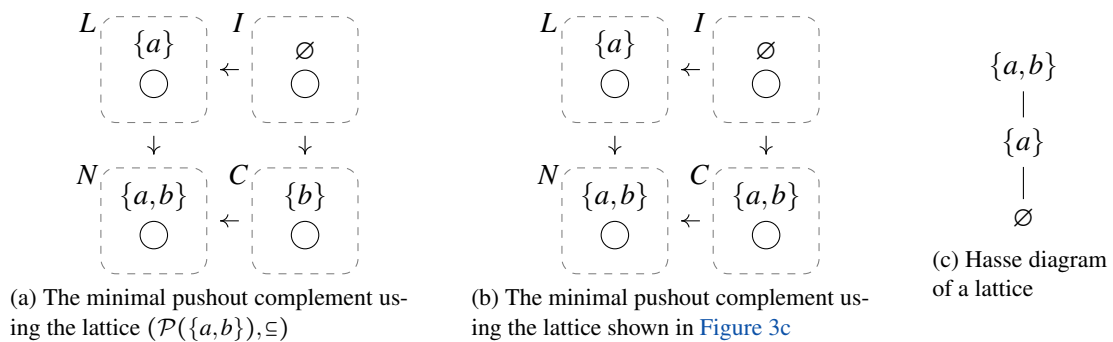 L {a} I ∅
←
↓ ↓
N {a,b} C {b}
←
(a) The minimal pushout complement us-
ing the lattice (𝒫({a,b}),⊆)
L {a} I ∅
←
↓ ↓
N {a,b} C {a,b}
←
(b) The minimal pushout complement us-
ing the lattice shown in Figure 3c
{a,b}
{a}
∅
(c) Hasse diagram
of a lattice